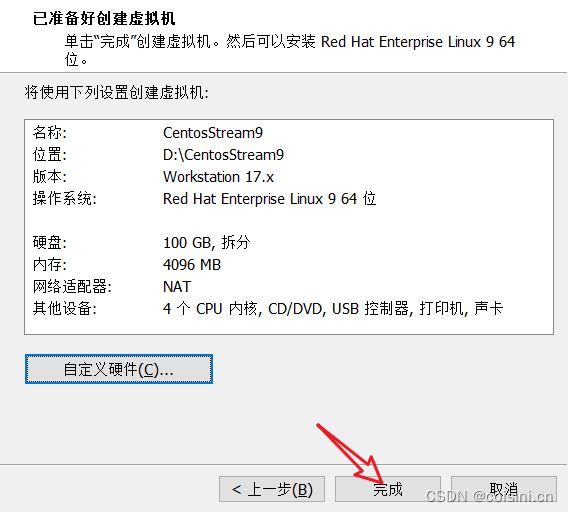 已准备好创建虚拟机
单击“完成”创建虚拟机。然后可以安装 Red Hat Enterprise Linux 9 64
位。
将使用下列设置创建虚拟机:
名称: CentosStream9
位置: D:\CentosStream9
版本: Workstation 17.x
操作系统: Red Hat Enterprise Linux 9 64 位
硬盘: 100 GB, 拆分
内存: 4096 MB
网络适配器: NAT
其他设备: 4 个 CPU 内核, CD/DVD, USB 控制器, 打印机, 声卡
自定义硬件(C)...
< 上一步(B) 完成 取消
CSDN @coisini.cn